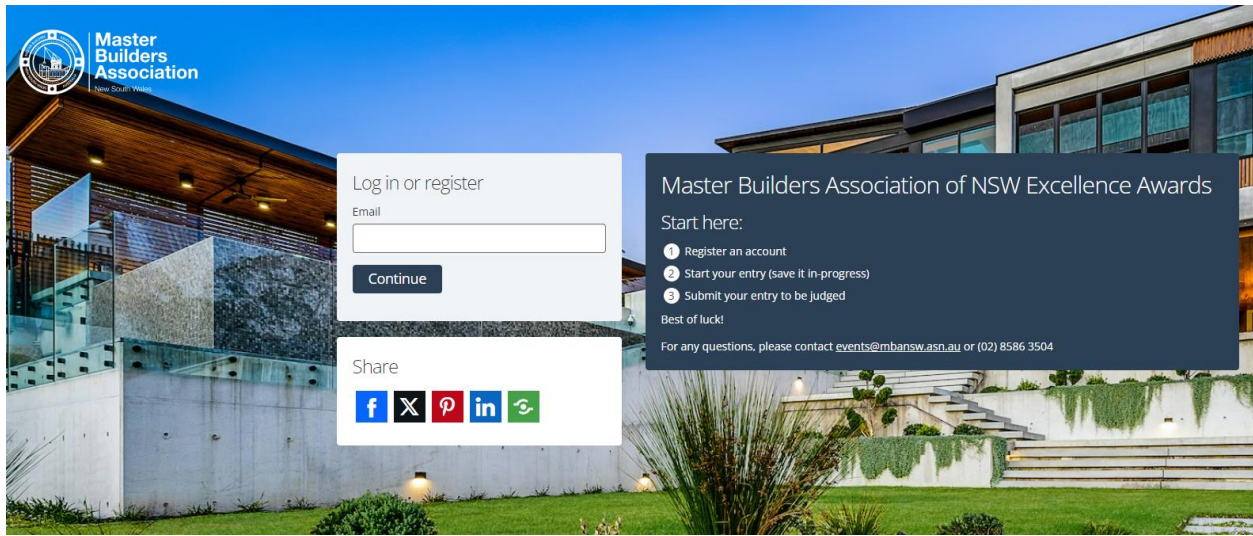 Master
Builders
Association
New South Wales
Log in or register
Email
Continue
Share
Master Builders Association of NSW Excellence Awards
Start here:
1 Register an account
2 Start your entry (save it in-progress)
3 Submit your entry to be judged
Best of luck!
For any questions, please contact events@mbansw.asn.au or (02) 8586 3504